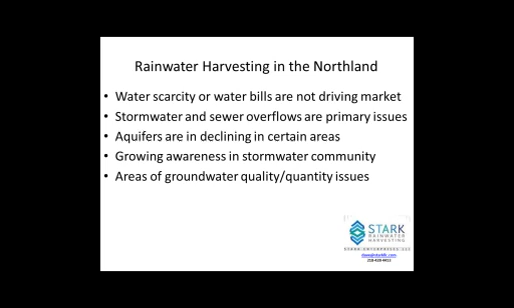 Rainwater Harvesting in the Northland
• Water scarcity or water bills are not driving market
• Stormwater and sewer overflows are primary issues
• Aquifers are in declining in certain areas
• Growing awareness in stormwater community
• Areas of groundwater quality/quantity issues
STARK
RAINWATER
HARVESTING